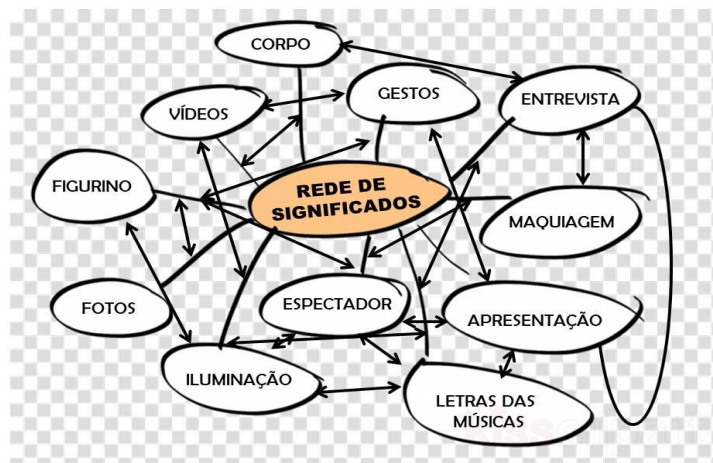 CORPO
GESTOS
VÍDEOS
ENTREVISTA
FIGURINO
REDE DE
SIGNIFICADOS
MAQUIAGEM
FOTOS
ESPECTADOR
APRESENTAÇÃO
ILUMINAÇÃO
LETRAS DAS
MÚSICAS